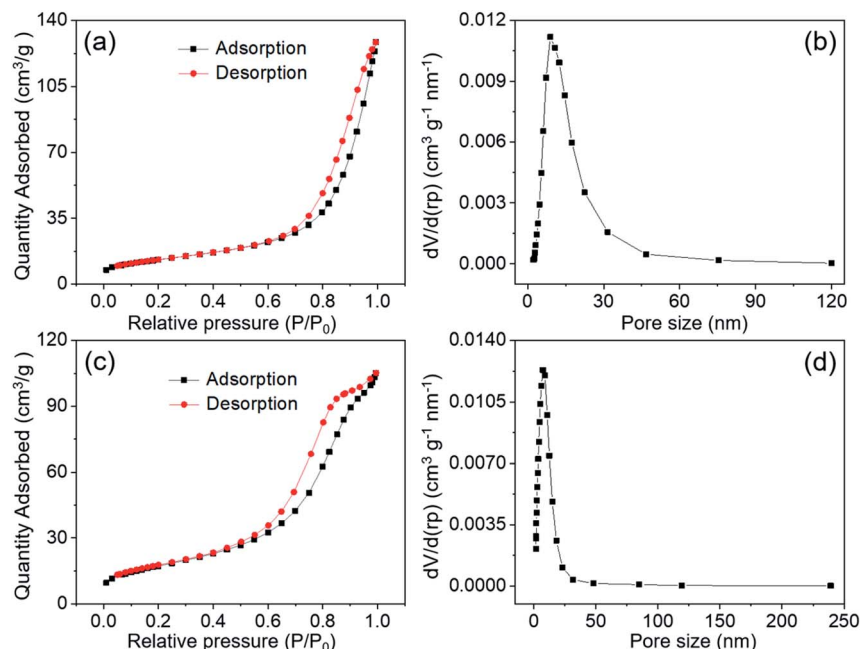 (a)
Adsorption
Desorption
Quantity Adsorbed (cm³/g)
140
105
70
35
0
0.0 0.2 0.4 0.6 0.8 1.0
Relative pressure (P/P₀)
(b)
dV/d(rp) (cm³ g⁻¹ nm⁻¹)
0.012
0.009
0.006
0.003
0.000
0 30 60 90 120
Pore size (nm)
(c)
Adsorption
Desorption
Quantity Adsorbed (cm³/g)
120
90
60
30
0
0.0 0.2 0.4 0.6 0.8 1.0
Relative pressure (P/P₀)
(d)
dV/d(rp) (cm³ g⁻¹ nm⁻¹)
0.0140
0.0105
0.0070
0.0035
0.0000
0 50 100 150 200 250
Pore size (nm)